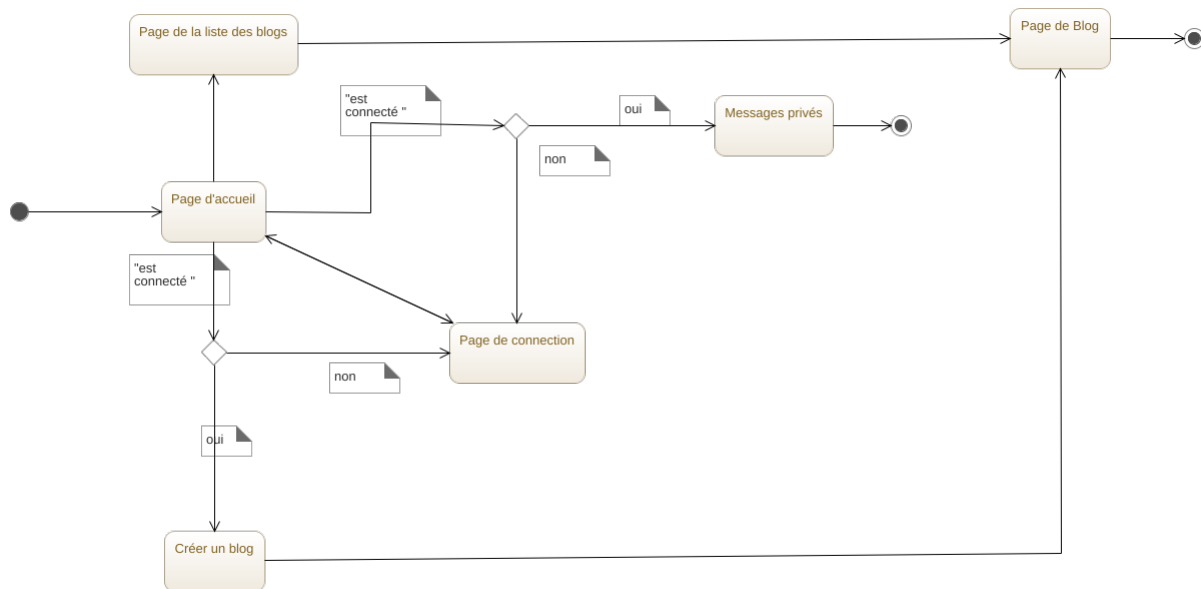 Page de la liste des blogs
Page de Blog
"est
connecté "
oui
Messages privés
non
Page d'accueil
"est
connecté "
Page de connection
non
oui
Créer un blog